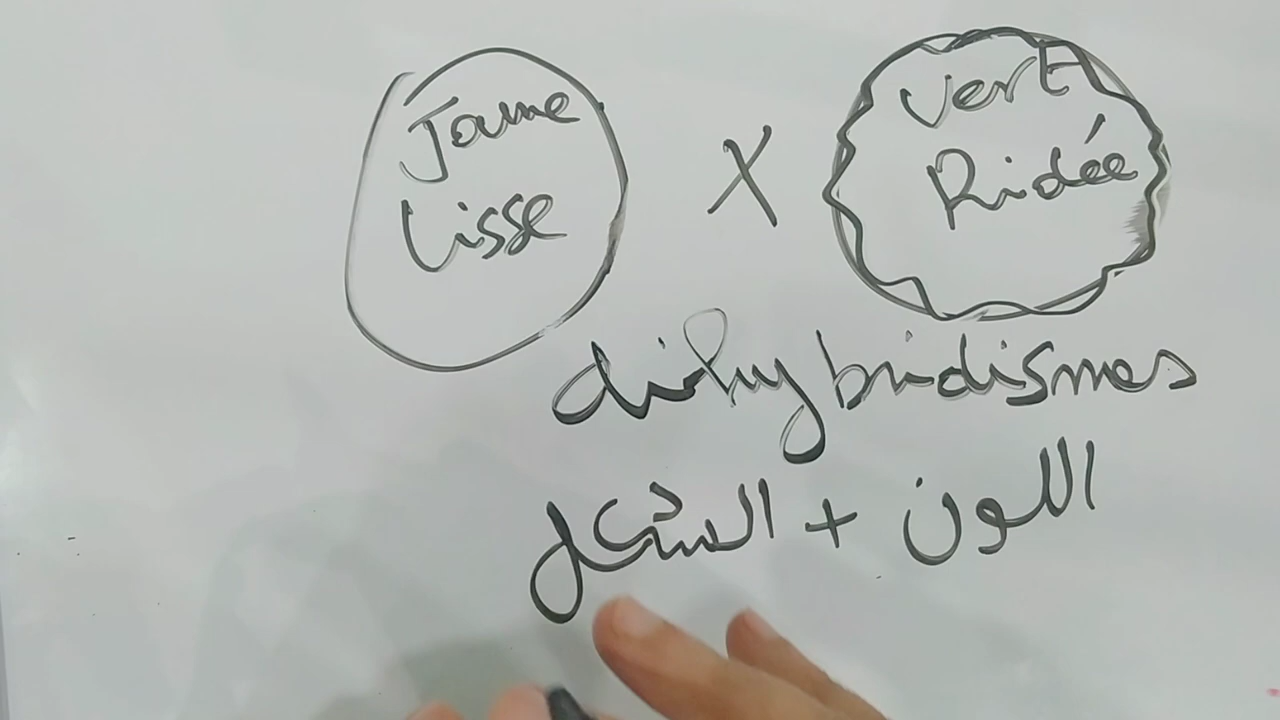 Jaune
Lisse
X
Vert
Ridée
dihybridismes
اللون + الشكل